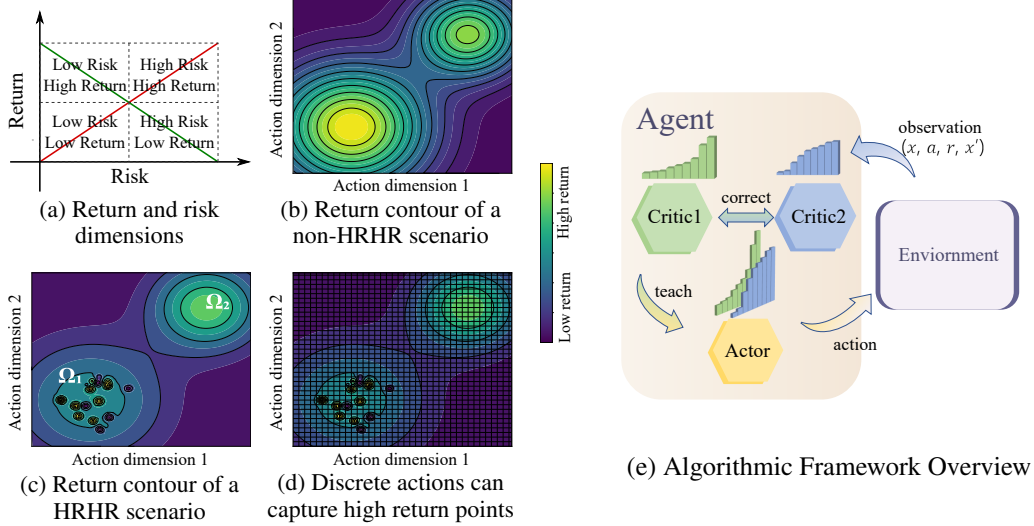 Return
Low Risk
High Return
High Risk
High Return
Low Risk
Low Return
High Risk
Low Return
Risk
(a) Return and risk
dimensions
Action dimension 2
Action dimension 1
(b) Return contour of a
non-HRHR scenario
High return
Low return
Action dimension 2
Ω₁
Ω₂
Action dimension 1
(c) Return contour of a
HRHR scenario
Action dimension 2
Action dimension 1
(d) Discrete actions can
capture high return points
Agent
observation
(x, a, r, x′)
Critic1
correct
Critic2
Enviornment
teach
Actor
action
(e) Algorithmic Framework Overview